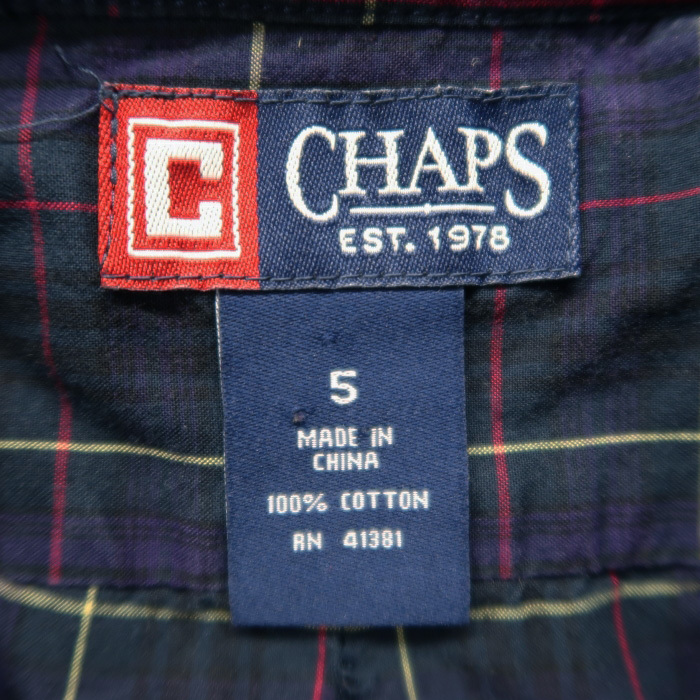 C
CHAPS
EST. 1978
5
MADE IN
CHINA
100% COTTON
RN 41381